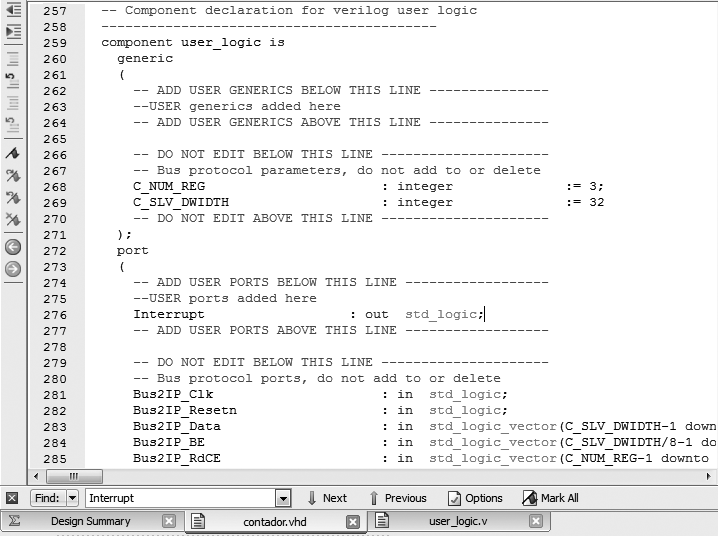 257 -- Component declaration for verilog user logic
258 ------------------------------------------
259 component user_logic is
260 generic
261 (
262 -- ADD USER GENERICS BELOW THIS LINE ---------------
263 --USER generics added here
264 -- ADD USER GENERICS ABOVE THIS LINE ---------------
265
266 -- DO NOT EDIT BELOW THIS LINE ---------------------
267 -- Bus protocol parameters, do not add to or delete
268 C_NUM_REG : integer := 3;
269 C_SLV_DWIDTH : integer := 32
270 -- DO NOT EDIT ABOVE THIS LINE ---------------------
271 );
272 port
273 (
274 -- ADD USER PORTS BELOW THIS LINE ------------------
275 --USER ports added here
276 Interrupt : out std_logic;
277 -- ADD USER PORTS ABOVE THIS LINE ------------------
278
279 -- DO NOT EDIT BELOW THIS LINE ---------------------
280 -- Bus protocol ports, do not add to or delete
281 Bus2IP_Clk : in std_logic;
282 Bus2IP_Resetn : in std_logic;
283 Bus2IP_Data : in std_logic_vector(C_SLV_DWIDTH-1 down
284 Bus2IP_BE : in std_logic_vector(C_SLV_DWIDTH/8-1 do
285 Bus2IP_RdCE : in std_logic_vector(C_NUM_REG-1 downto
Find: Interrupt Next Previous Options Mark All
Design Summary contador.vhd user_logic.v